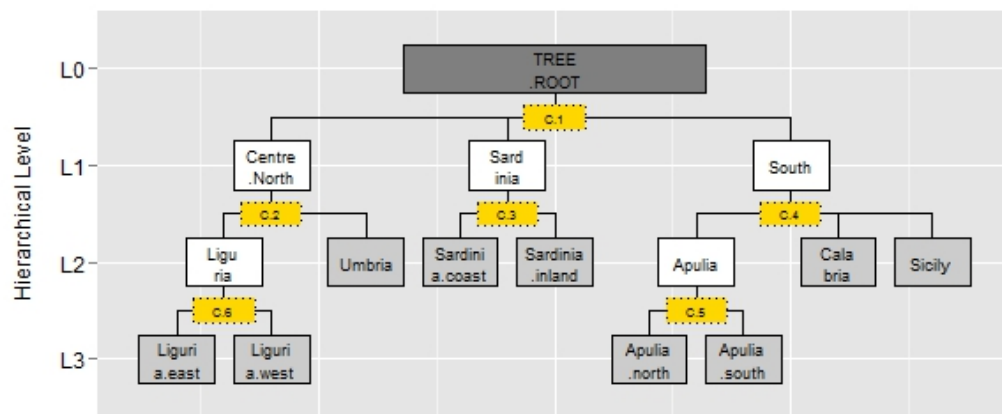 Hierarchical Level
L0
TREE
.ROOT
C.1
L1
Centre
.North
Sard
inia
South
C.2
C.3
C.4
L2
Ligu
ria
Umbria
Sardini
a.coast
Sardinia
.inland
Apulia
Cala
bria
Sicily
C.6
C.5
L3
Liguri
a.east
Liguri
a.west
Apulia
.north
Apulia
.south